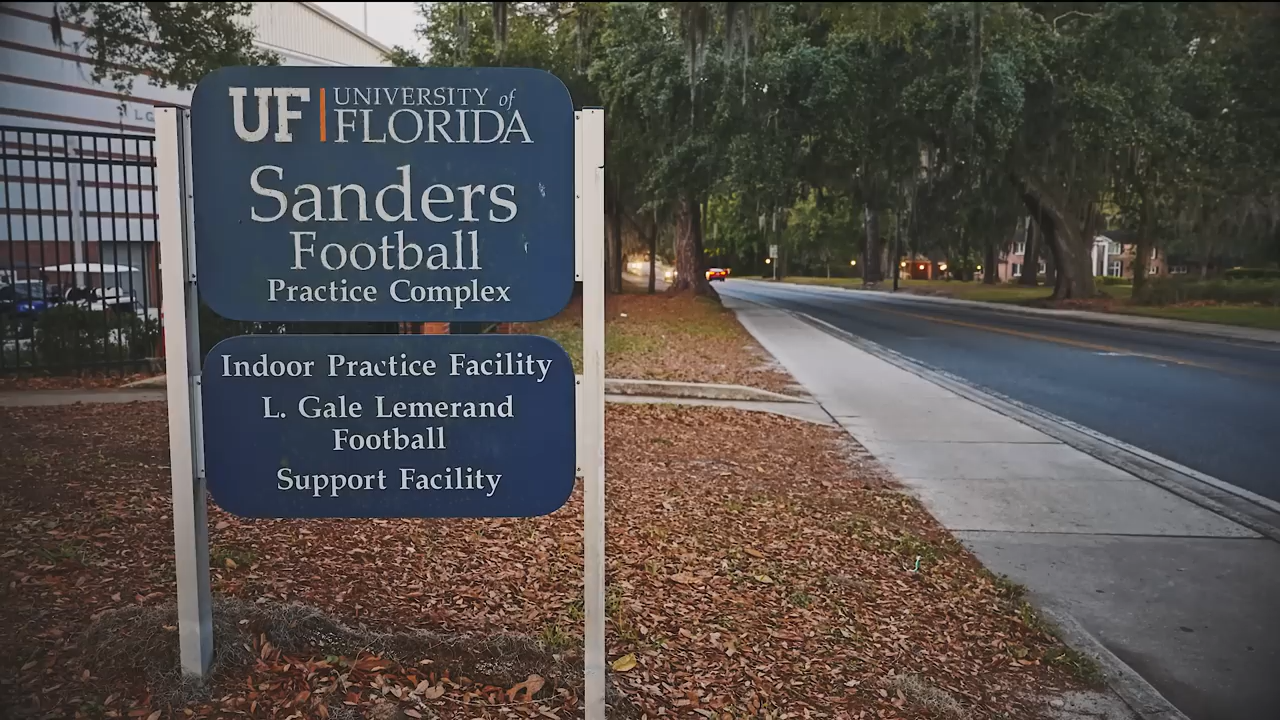 UF | UNIVERSITY of
FLORIDA
Sanders
Football
Practice Complex
Indoor Practice Facility
L. Gale Lemerand
Football
Support Facility